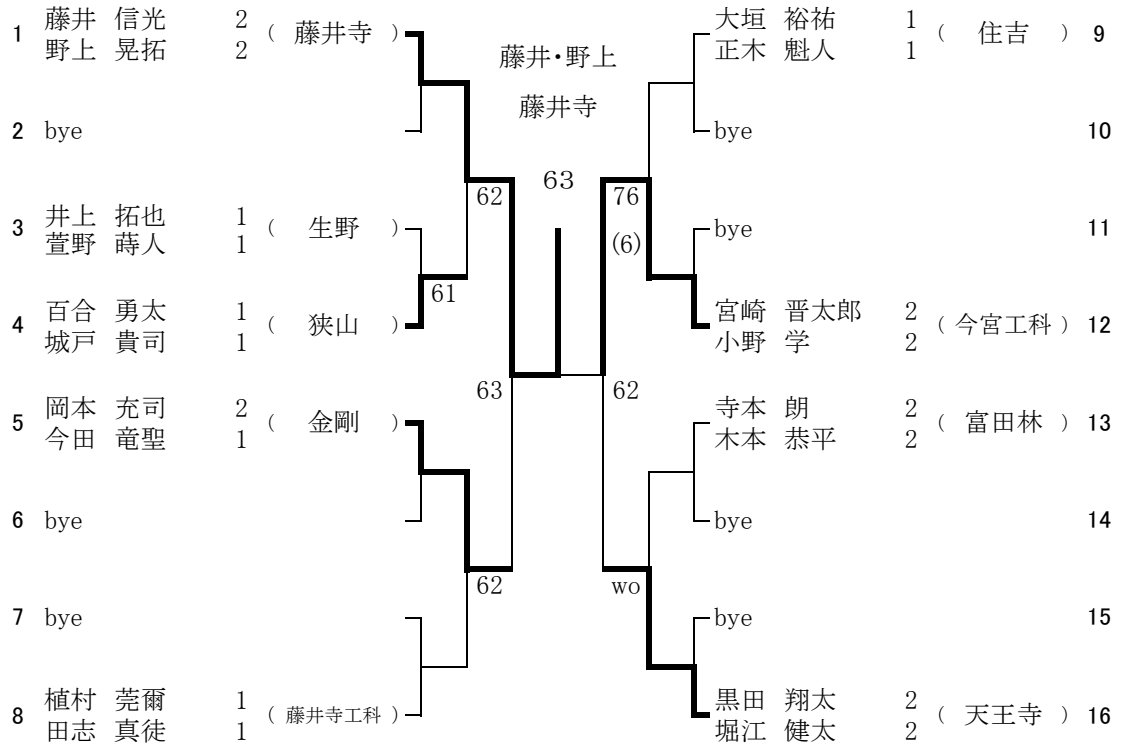 1 藤井 信光 2 ( 藤井寺 )
野上 晃拓 2
2 bye
3 井上 拓也 1 ( 生野 )
萱野 蒔人 1
4 百合 勇太 1 ( 狭山 )
城戸 貴司 1
5 岡本 充司 2 ( 金剛 )
今田 竜聖 1
6 bye
7 bye
8 植村 莞爾 1 ( 藤井寺工科 )
田志 真徒 1
藤井・野上
藤井寺
63
62
61
63
62
76
(6)
62
wo
大垣 裕祐 1 ( 住吉 ) 9
正木 魁人 1
bye 10
bye 11
宮崎 晋太郎 2 ( 今宮工科 ) 12
小野 学 2
寺本 朗 2 ( 富田林 ) 13
木本 恭平 2
bye 14
bye 15
黒田 翔太 2 ( 天王寺 ) 16
堀江 健太 2